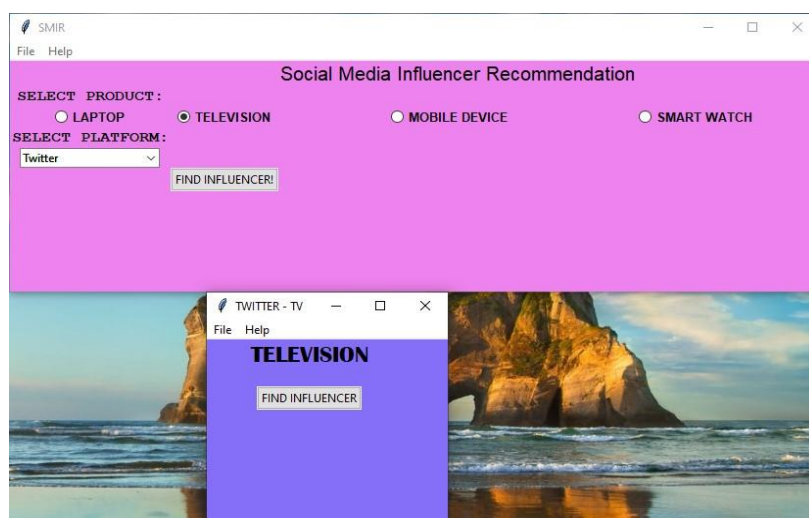 SMIR
File Help
Social Media Influencer Recommendation
SELECT PRODUCT:
LAPTOP TELEVISION MOBILE DEVICE SMART WATCH
SELECT PLATFORM:
Twitter
FIND INFLUENCER!
TWITTER - TV
File Help
TELEVISION
FIND INFLUENCER